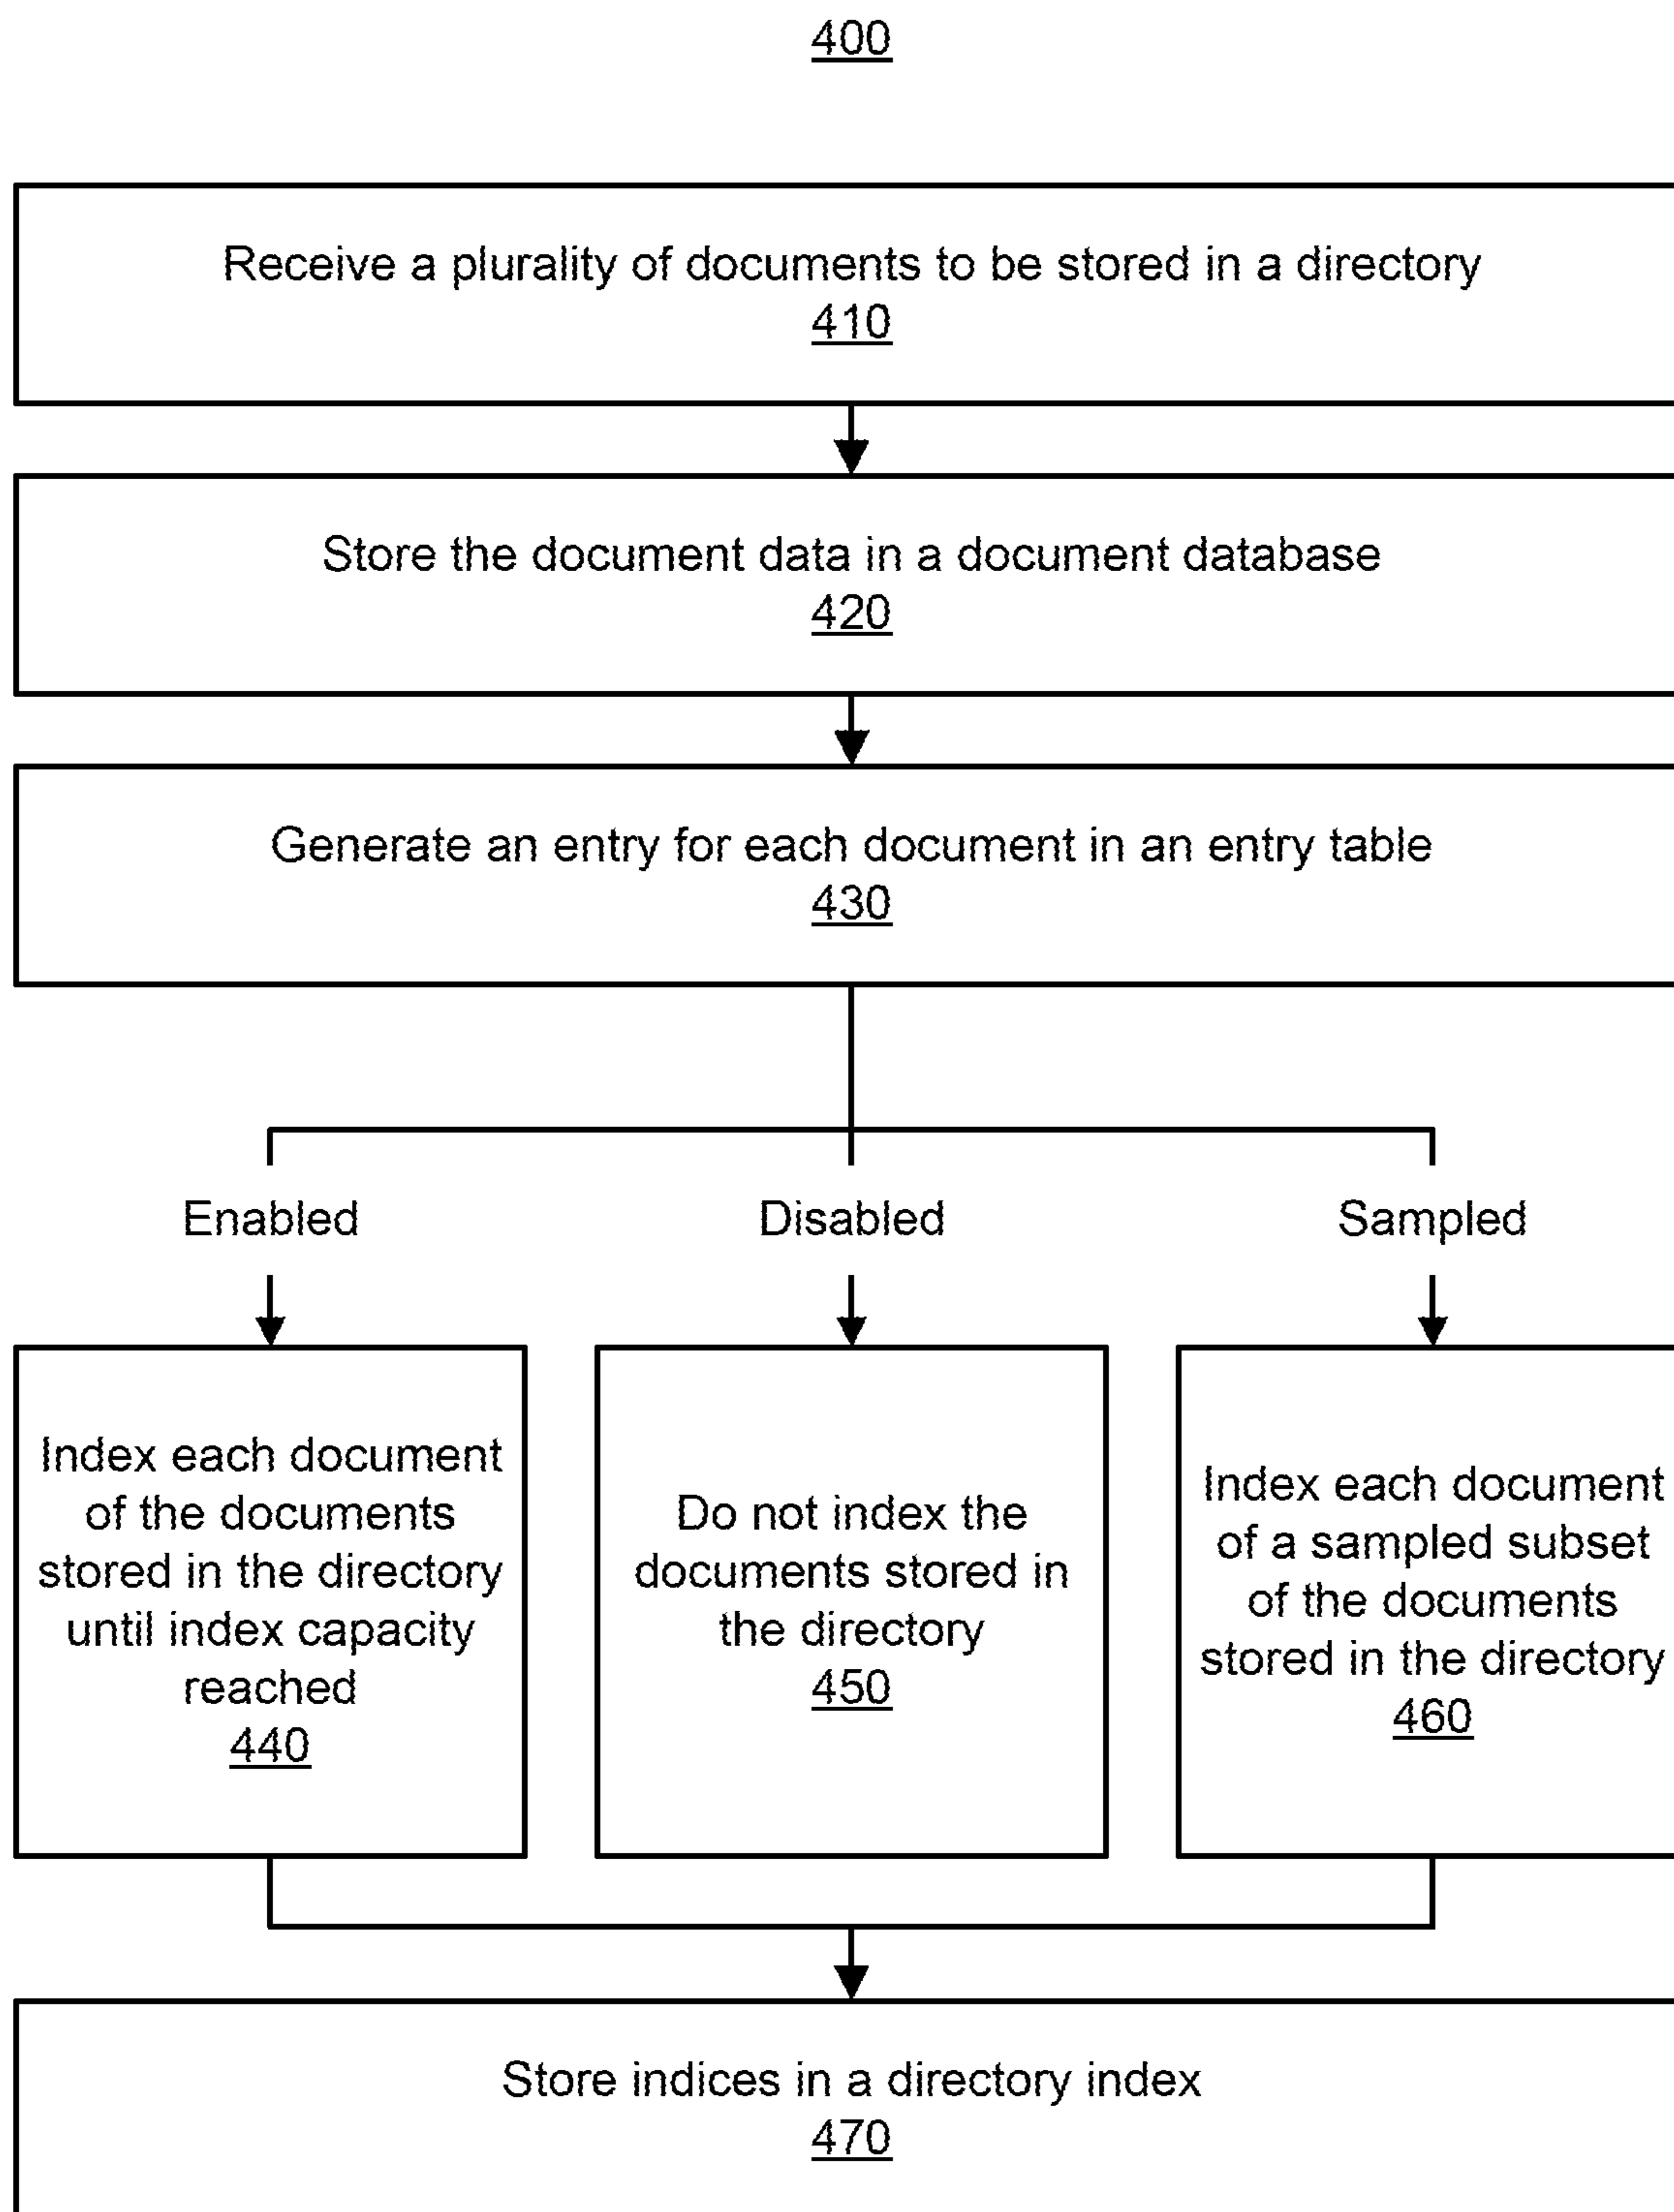 400
Receive a plurality of documents to be stored in a directory
410
Store the document data in a document database
420
Generate an entry for each document in an entry table
430
Enabled
Disabled
Sampled
Index each document
of the documents
stored in the directory
until index capacity
reached
440
Do not index the
documents stored in
the directory
450
Index each document
of a sampled subset
of the documents
stored in the directory
460
Store indices in a directory index
470